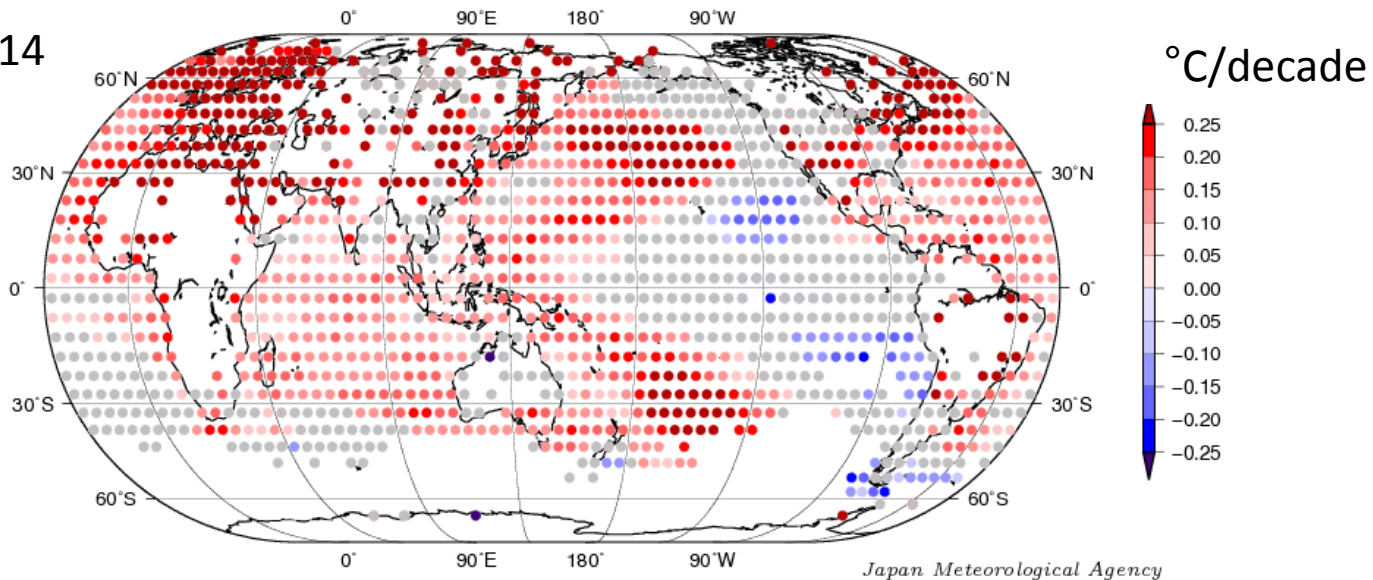 0° 90°E 180° 90°W
14
°C/decade
60°N 60°N
30°N 30°N
0° 0°
30°S 30°S
60°S 60°S
0.25
0.20
0.15
0.10
0.05
0.00
−0.05
−0.10
−0.15
−0.20
−0.25
0° 90°E 180° 90°W
Japan Meteorological Agency